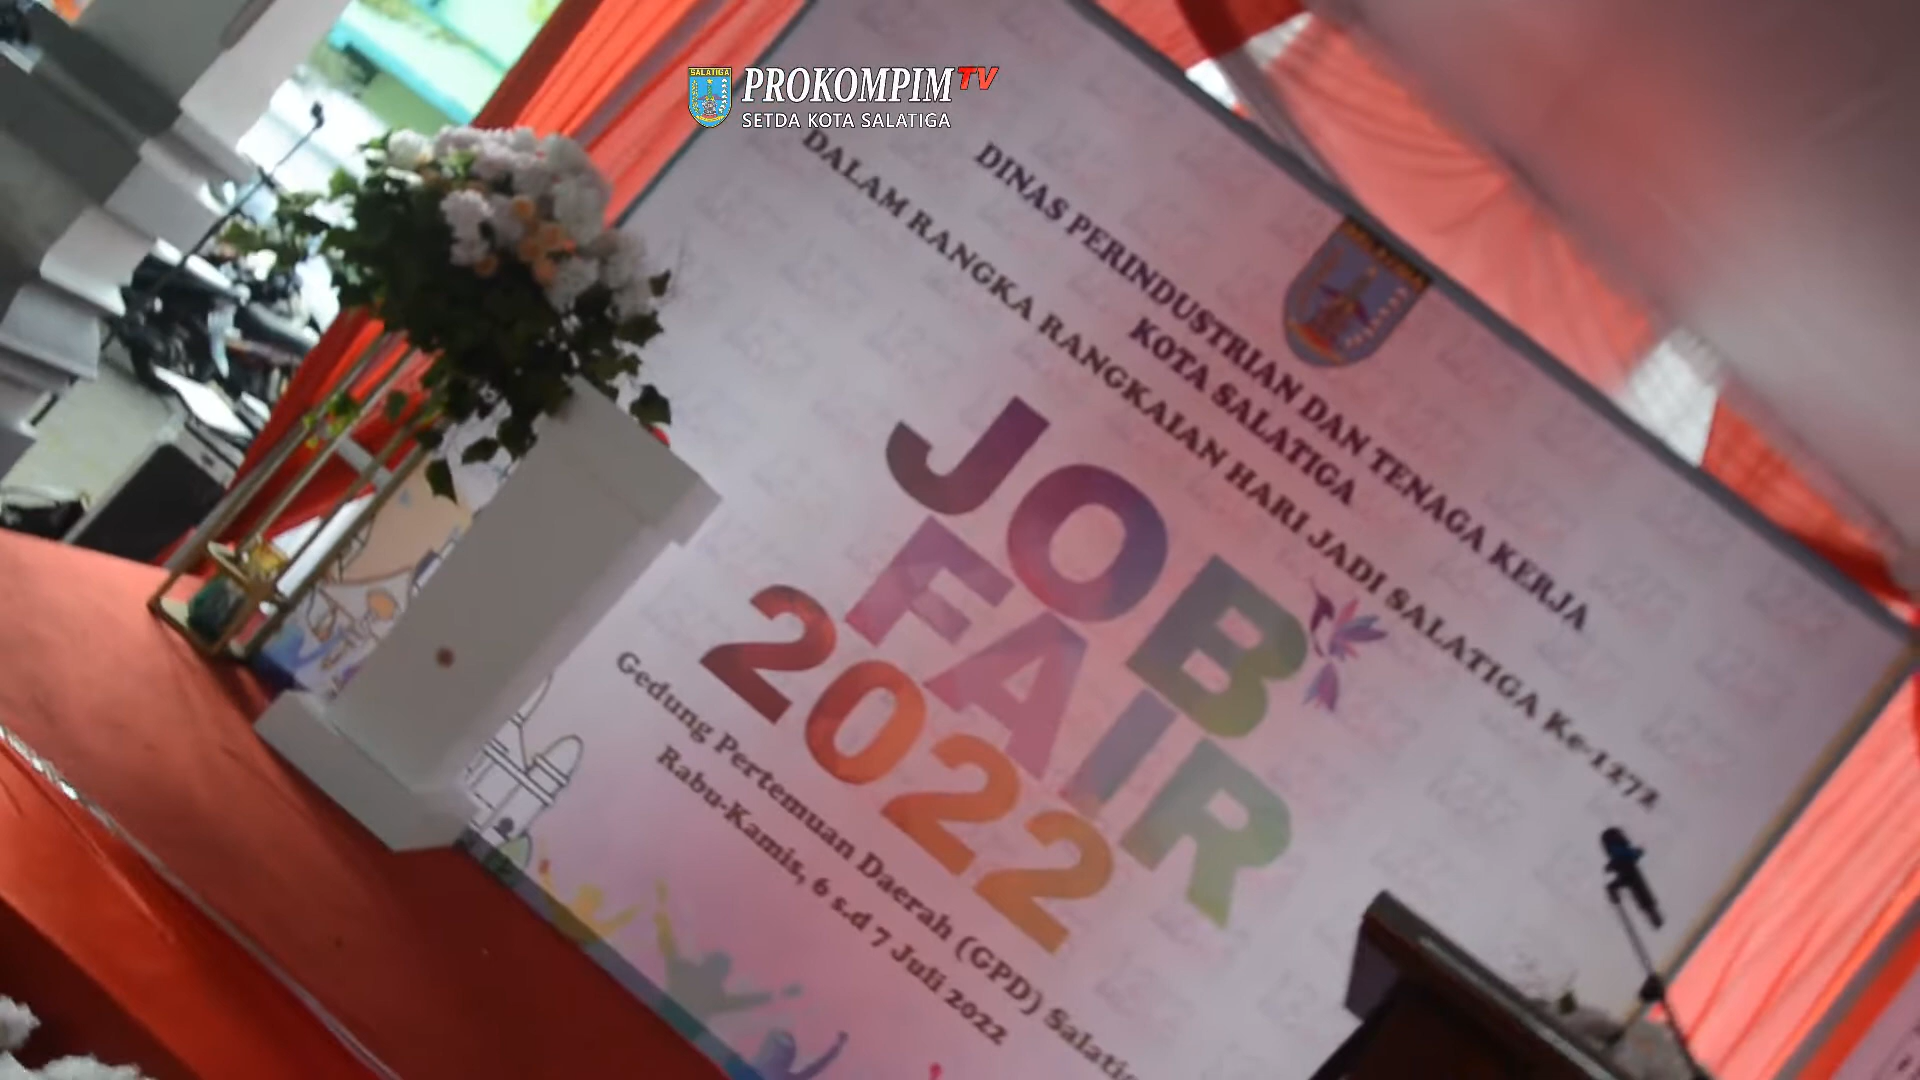 SALATIGA
PROKOMPIM TV
SETDA KOTA SALATIGA
DINAS PERINDUSTRIAN DAN TENAGA KERJA
KOTA SALATIGA
DALAM RANGKA RANGKAIAN HARI JADI SALATIGA Ke-1272
JOB
FAIR
2022
Gedung Pertemuan Daerah (GPD)
Rabu-Kamis, 6 s.d 7 Juli 2022